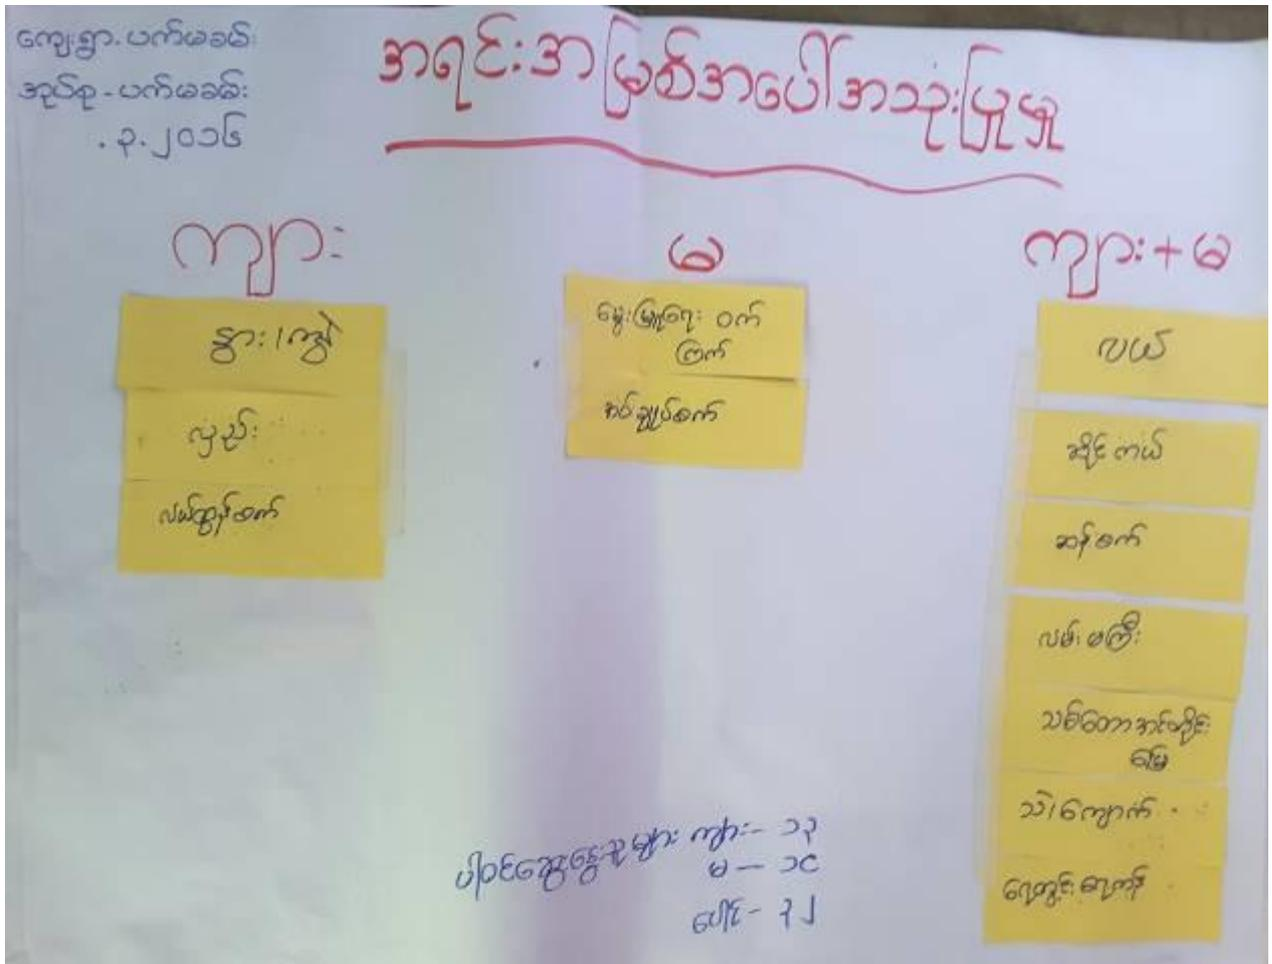 ကျေးရွာ-ပက်မခမ်း
အုပ်စု-ပက်မခမ်း
.၃.၂၀၁၆
အရင်းအမြစ်အပေါ်အသုံးပြုမှု
ကျား
နွား/ကျွဲ
လှည်း
လယ်ထွန်စက်
မ
မွေးမြူရေး ဝက်
ကြက်
အပ်ချုပ်စက်
ကျား+မ
လယ်
ဆိုင်ကယ်
ဆန်စက်
လမ်းမကြီး
သစ်တောအင်တိုင်း
မြေ
သဲ/ကျောက်
ရေတွင်း ရေကန်
ပါဝင်ဆွေးနွေးသူများ ကျား- ၁၃
မ - ၁၉
ပေါင်း - ၃၂